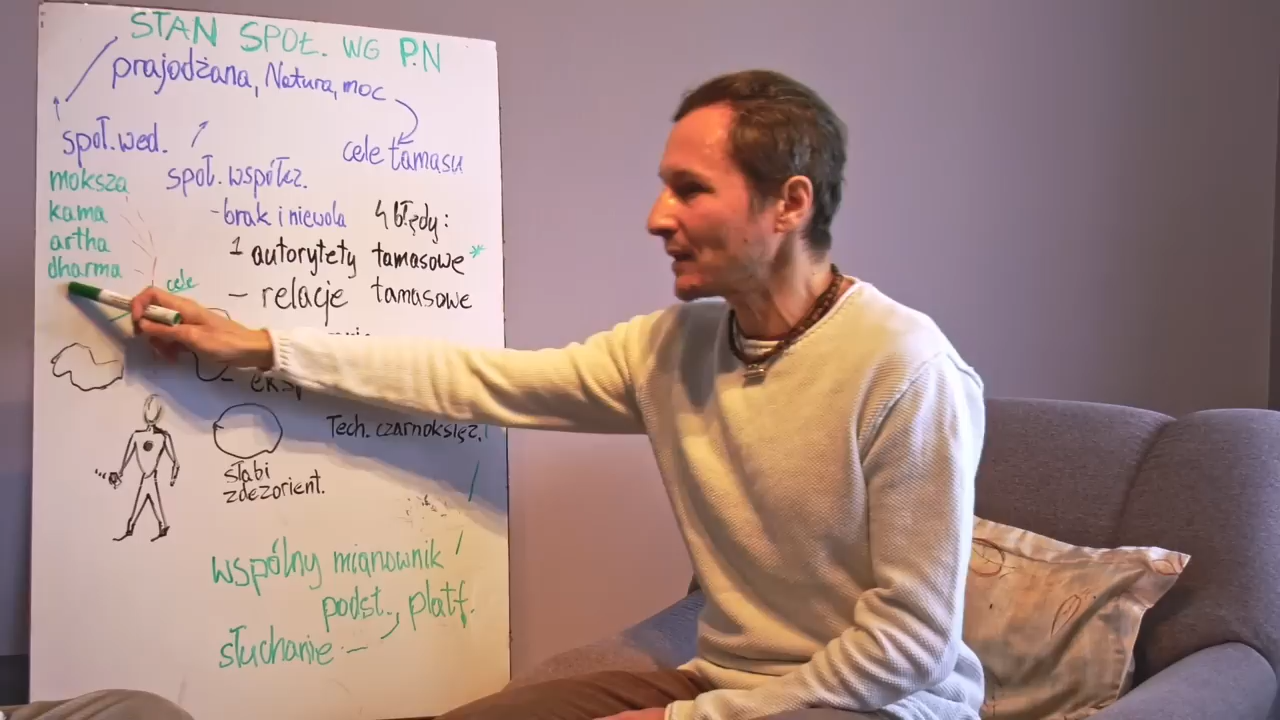 STAN SPOŁ. WG P.N
prajodżana, Natura, moc
społ. wed.
cele tamasu
moksza
kama
artha
dharma
społ. współcz.
- brak i niewola
4 błędy:
1 autorytety tamasowe *
- relacje tamasowe
cele
Tech. czarnoksięż.
słabi
zdezorient.
wspólny mianownik
podst., platf.
słuchanie -